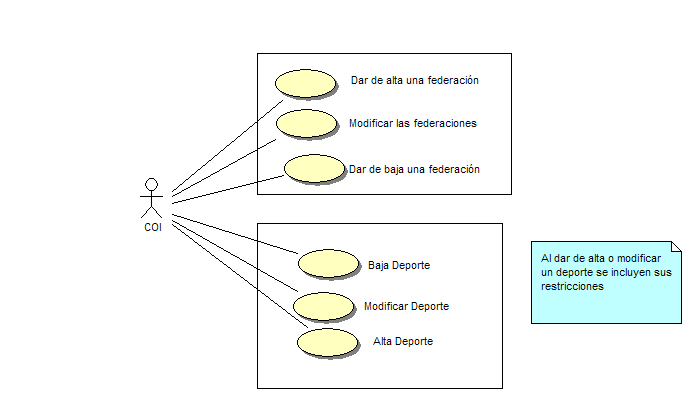 Dar de alta una federación
Modificar las federaciones
Dar de baja una federación
COI
Baja Deporte
Modificar Deporte
Alta Deporte
Al dar de alta o modificar
un deporte se incluyen sus
restricciones